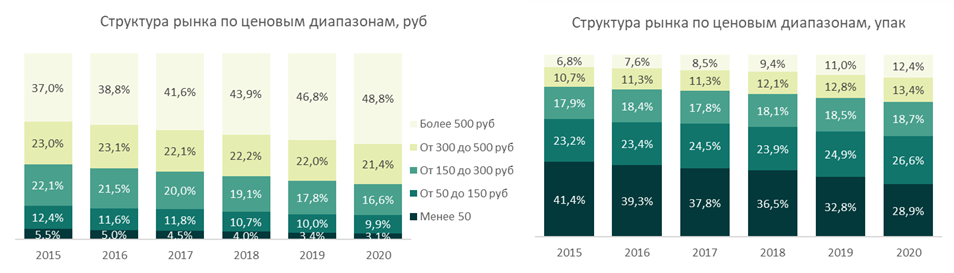 Структура рынка по ценовым диапазонам, руб
37,0% 38,8% 41,6% 43,9% 46,8% 48,8%
23,0% 23,1% 22,1% 22,2% 22,0% 21,4%
22,1% 21,5% 20,0% 19,1% 17,8% 16,6%
12,4% 11,6% 11,8% 10,7% 10,0% 9,9%
5,5% 5,0% 4,5% 4,0% 3,4% 3,1%
2015 2016 2017 2018 2019 2020
Более 500 руб
От 300 до 500 руб
От 150 до 300 руб
От 50 до 150 руб
Менее 50
Структура рынка по ценовым диапазонам, упак
6,8% 7,6% 8,5% 9,4% 11,0% 12,4%
10,7% 11,3% 11,3% 12,1% 12,8% 13,4%
17,9% 18,4% 17,8% 18,1% 18,5% 18,7%
23,2% 23,4% 24,5% 23,9% 24,9% 26,6%
41,4% 39,3% 37,8% 36,5% 32,8% 28,9%
2015 2016 2017 2018 2019 2020